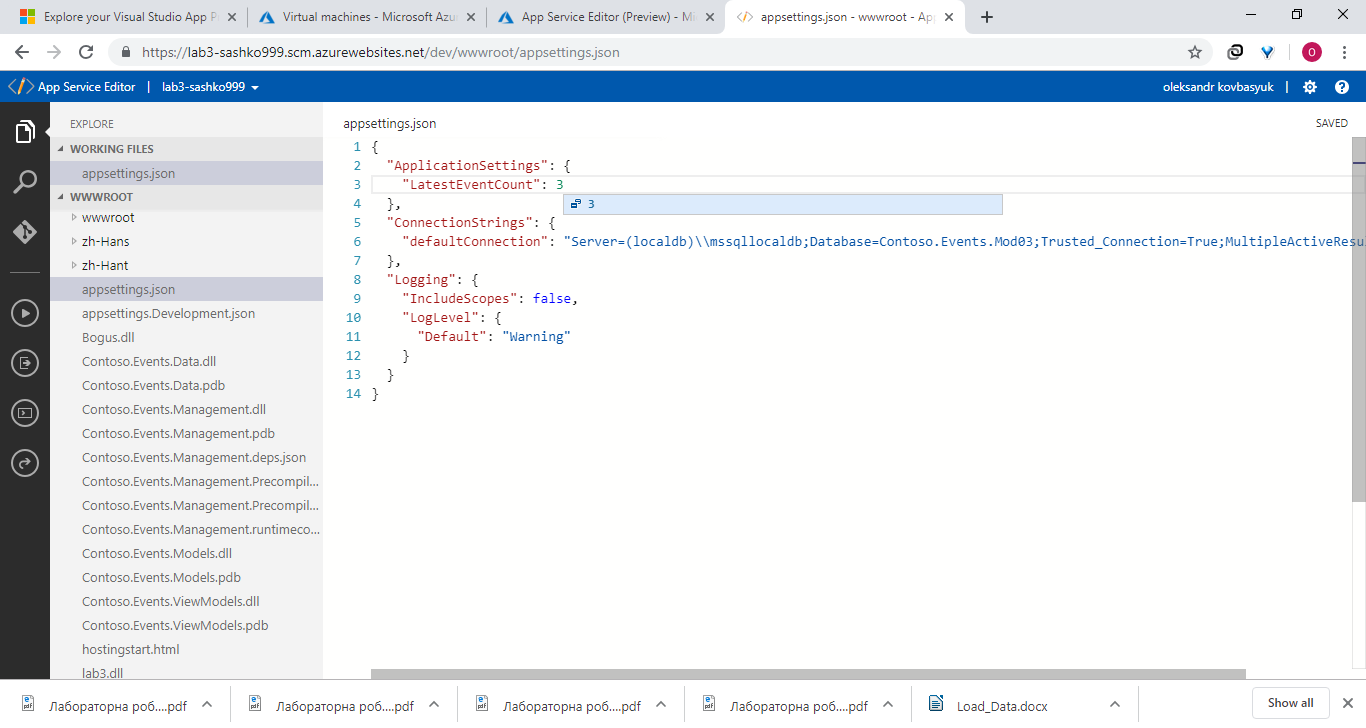 Explore your Visual Studio App P
Virtual machines - Microsoft Azu
App Service Editor (Preview) - Mi
appsettings.json - wwwroot - Ap
https://lab3-sashko999.scm.azurewebsites.net/dev/wwwroot/appsettings.json
O
App Service Editor | lab3-sashko999
oleksandr kovbasyuk | ?
EXPLORE
WORKING FILES
appsettings.json
WWWROOT
wwwroot
zh-Hans
zh-Hant
appsettings.json
appsettings.Development.json
Bogus.dll
Contoso.Events.Data.dll
Contoso.Events.Data.pdb
Contoso.Events.Management.dll
Contoso.Events.Management.pdb
Contoso.Events.Management.deps.json
Contoso.Events.Management.Precompil...
Contoso.Events.Management.Precompil...
Contoso.Events.Management.runtimeco...
Contoso.Events.Models.dll
Contoso.Events.Models.pdb
Contoso.Events.ViewModels.dll
Contoso.Events.ViewModels.pdb
hostingstart.html
lab3.dll
appsettings.json
SAVED
1 {
2 "ApplicationSettings": {
3 "LatestEventCount": 3
4 },
3
5 "ConnectionStrings": {
6 "defaultConnection": "Server=(localdb)\\mssqllocaldb;Database=Contoso.Events.Mod03;Trusted_Connection=True;MultipleActiveResu
7 },
8 "Logging": {
9 "IncludeScopes": false,
10 "LogLevel": {
11 "Default": "Warning"
12 }
13 }
14 }
Лабораторна роб....pdf
Лабораторна роб....pdf
Лабораторна роб....pdf
Лабораторна роб....pdf
Load_Data.docx
Show all